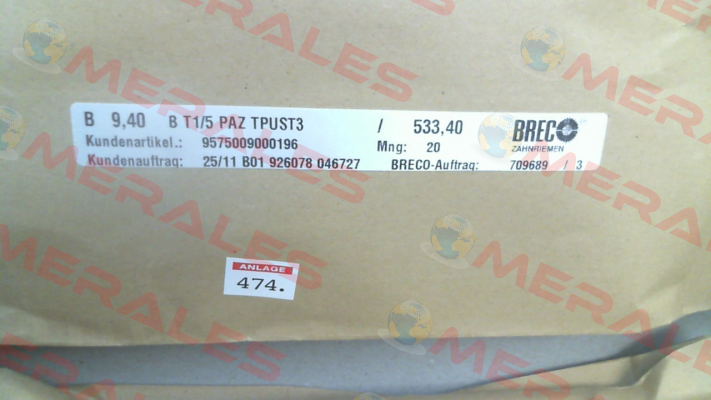 B 9,40 B T1/5 PAZ TPUST3 / 533,40
BRECO
ZAHNRIEMEN
Kundenartikel.: 9575009000196 Mng: 20
Kundenauftrag: 25/11 B01 926078 046727 BRECO-Auftrag: 709689 / 3
ANLAGE
474.
MERALES
MERALES
MERALES
MERALES
MERALES
MERALES